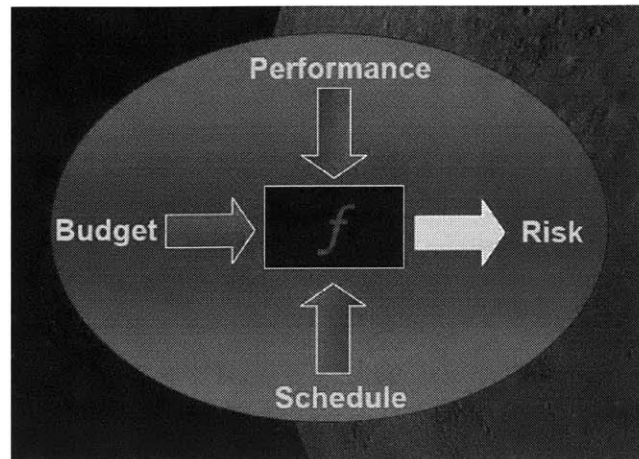 Performance
Budget
f
Risk
Schedule